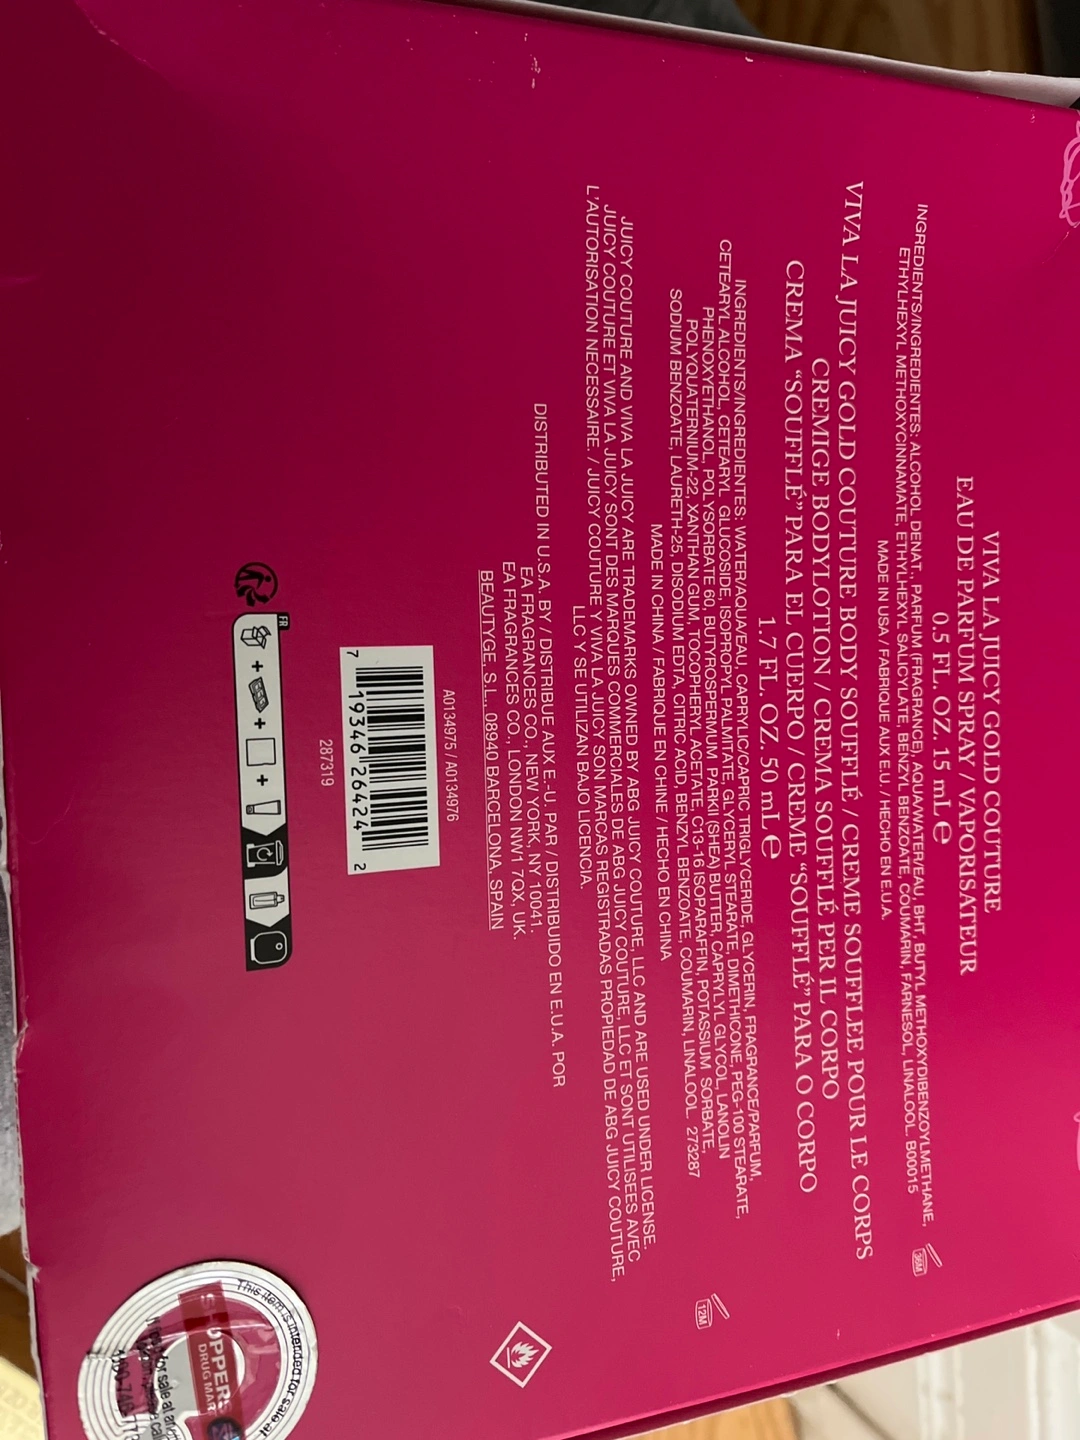 VIVA LA JUICY GOLD COUTURE
EAU DE PARFUM SPRAY / VAPORISATEUR
0.5 FL. OZ. 15 mL e
INGREDIENTS/INGREDIENTES: ALCOHOL DENAT., PARFUM (FRAGRANCE), AQUA/WATER/EAU, BHT, BUTYL METHOXYDIBENZOYLMETHANE,
ETHYLHEXYL METHOXYCINNAMATE, ETHYLHEXYL SALICYLATE, BENZYL BENZOATE, COUMARIN, FARNESOL, LINALOOL. B00015
MADE IN USA / FABRIQUE AUX E.U. / HECHO EN E.U.A.
36M
VIVA LA JUICY GOLD COUTURE BODY SOUFFLÉ / CREME SOUFFLEE POUR LE CORPS
CREMIGE BODYLOTION / CREMA SOUFFLÉ PER IL CORPO
CREMA “SOUFFLÉ” PARA EL CUERPO / CREME “SOUFFLÉ” PARA O CORPO
1.7 FL. OZ. 50 mL e
INGREDIENTS/INGREDIENTES: WATER/AQUA/EAU, CAPRYLIC/CAPRIC TRIGLYCERIDE, GLYCERIN, FRAGRANCE/PARFUM,
CETEARYL ALCOHOL, CETEARYL GLUCOSIDE, ISOPROPYL PALMITATE, GLYCERYL STEARATE, DIMETHICONE, PEG-100 STEARATE,
PHENOXYETHANOL, POLYSORBATE 60, BUTYROSPERMUM PARKII (SHEA) BUTTER, CAPRYLYL GLYCOL, LANOLIN
POLYQUATERNIUM-22, XANTHAN GUM, TOCOPHERYL ACETATE, C13-16 ISOPARAFFIN, POTASSIUM SORBATE,
SODIUM BENZOATE, LAURETH-25, DISODIUM EDTA, CITRIC ACID, BENZYL BENZOATE, COUMARIN, LINALOOL 273287
MADE IN CHINA / FABRIQUE EN CHINE / HECHO EN CHINA
12M
JUICY COUTURE AND VIVA LA JUICY ARE TRADEMARKS OWNED BY ABG JUICY COUTURE, LLC AND ARE USED UNDER LICENSE.
JUICY COUTURE ET VIVA LA JUICY SONT DES MARQUES COMMERCIALES DE ABG JUICY COUTURE, LLC ET SONT UTILISEES AVEC
L'AUTORISATION NECESSAIRE. / JUICY COUTURE Y VIVA LA JUICY SON MARCAS REGISTRADAS PROPIEDAD DE ABG JUICY COUTURE,
LLC Y SE UTILIZAN BAJO LICENCIA.
DISTRIBUTED IN U.S.A. BY / DISTRIBUE AUX E.-U. PAR / DISTRIBUIDO EN E.U.A. POR
EA FRAGRANCES CO., NEW YORK, NY 10041.
EA FRAGRANCES CO., LONDON NW1 7QX, UK.
BEAUTYGE, S.L., 08940 BARCELONA, SPAIN
A0134975 / A0134976
7 19346 26424 2
287319
FR
This item is intended for sale at
SHOPPERS
DRUG MAR
for sale at an